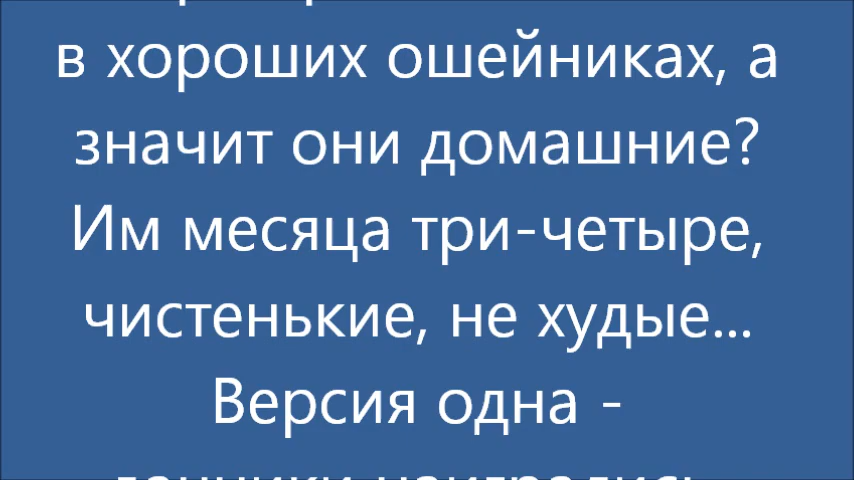 в хороших ошейниках, а
значит они домашние?
Им месяца три-четыре,
чистенькие, не худые...
Версия одна -